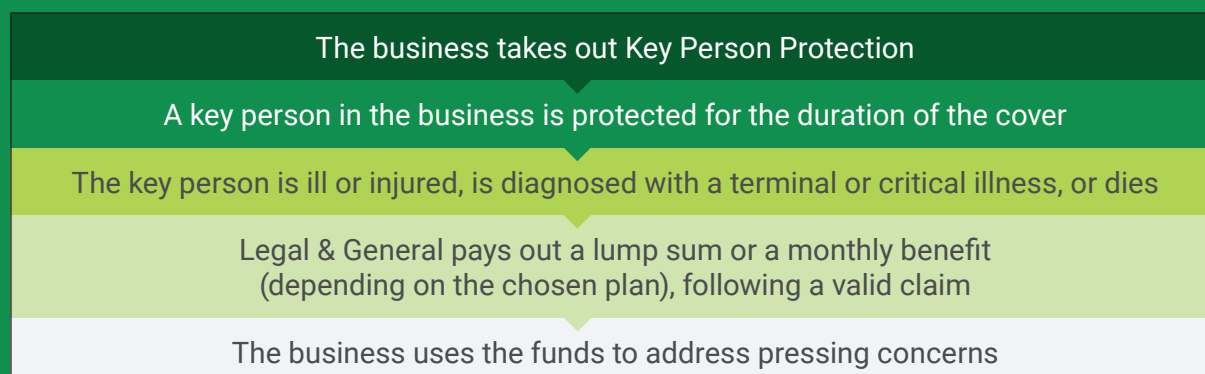 The business takes out Key Person Protection
A key person in the business is protected for the duration of the cover
The key person is ill or injured, is diagnosed with a terminal or critical illness, or dies
Legal & General pays out a lump sum or a monthly benefit
(depending on the chosen plan), following a valid claim
The business uses the funds to address pressing concerns